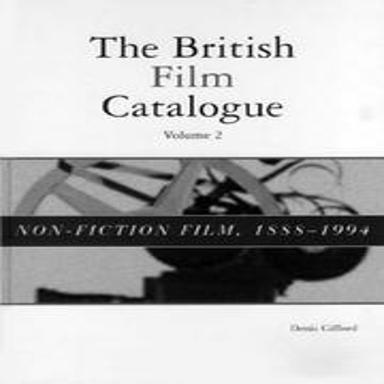 The British
Film
Catalogue
Volume 2
NON-FICTION FILM, 1888–1994
Denis Gifford